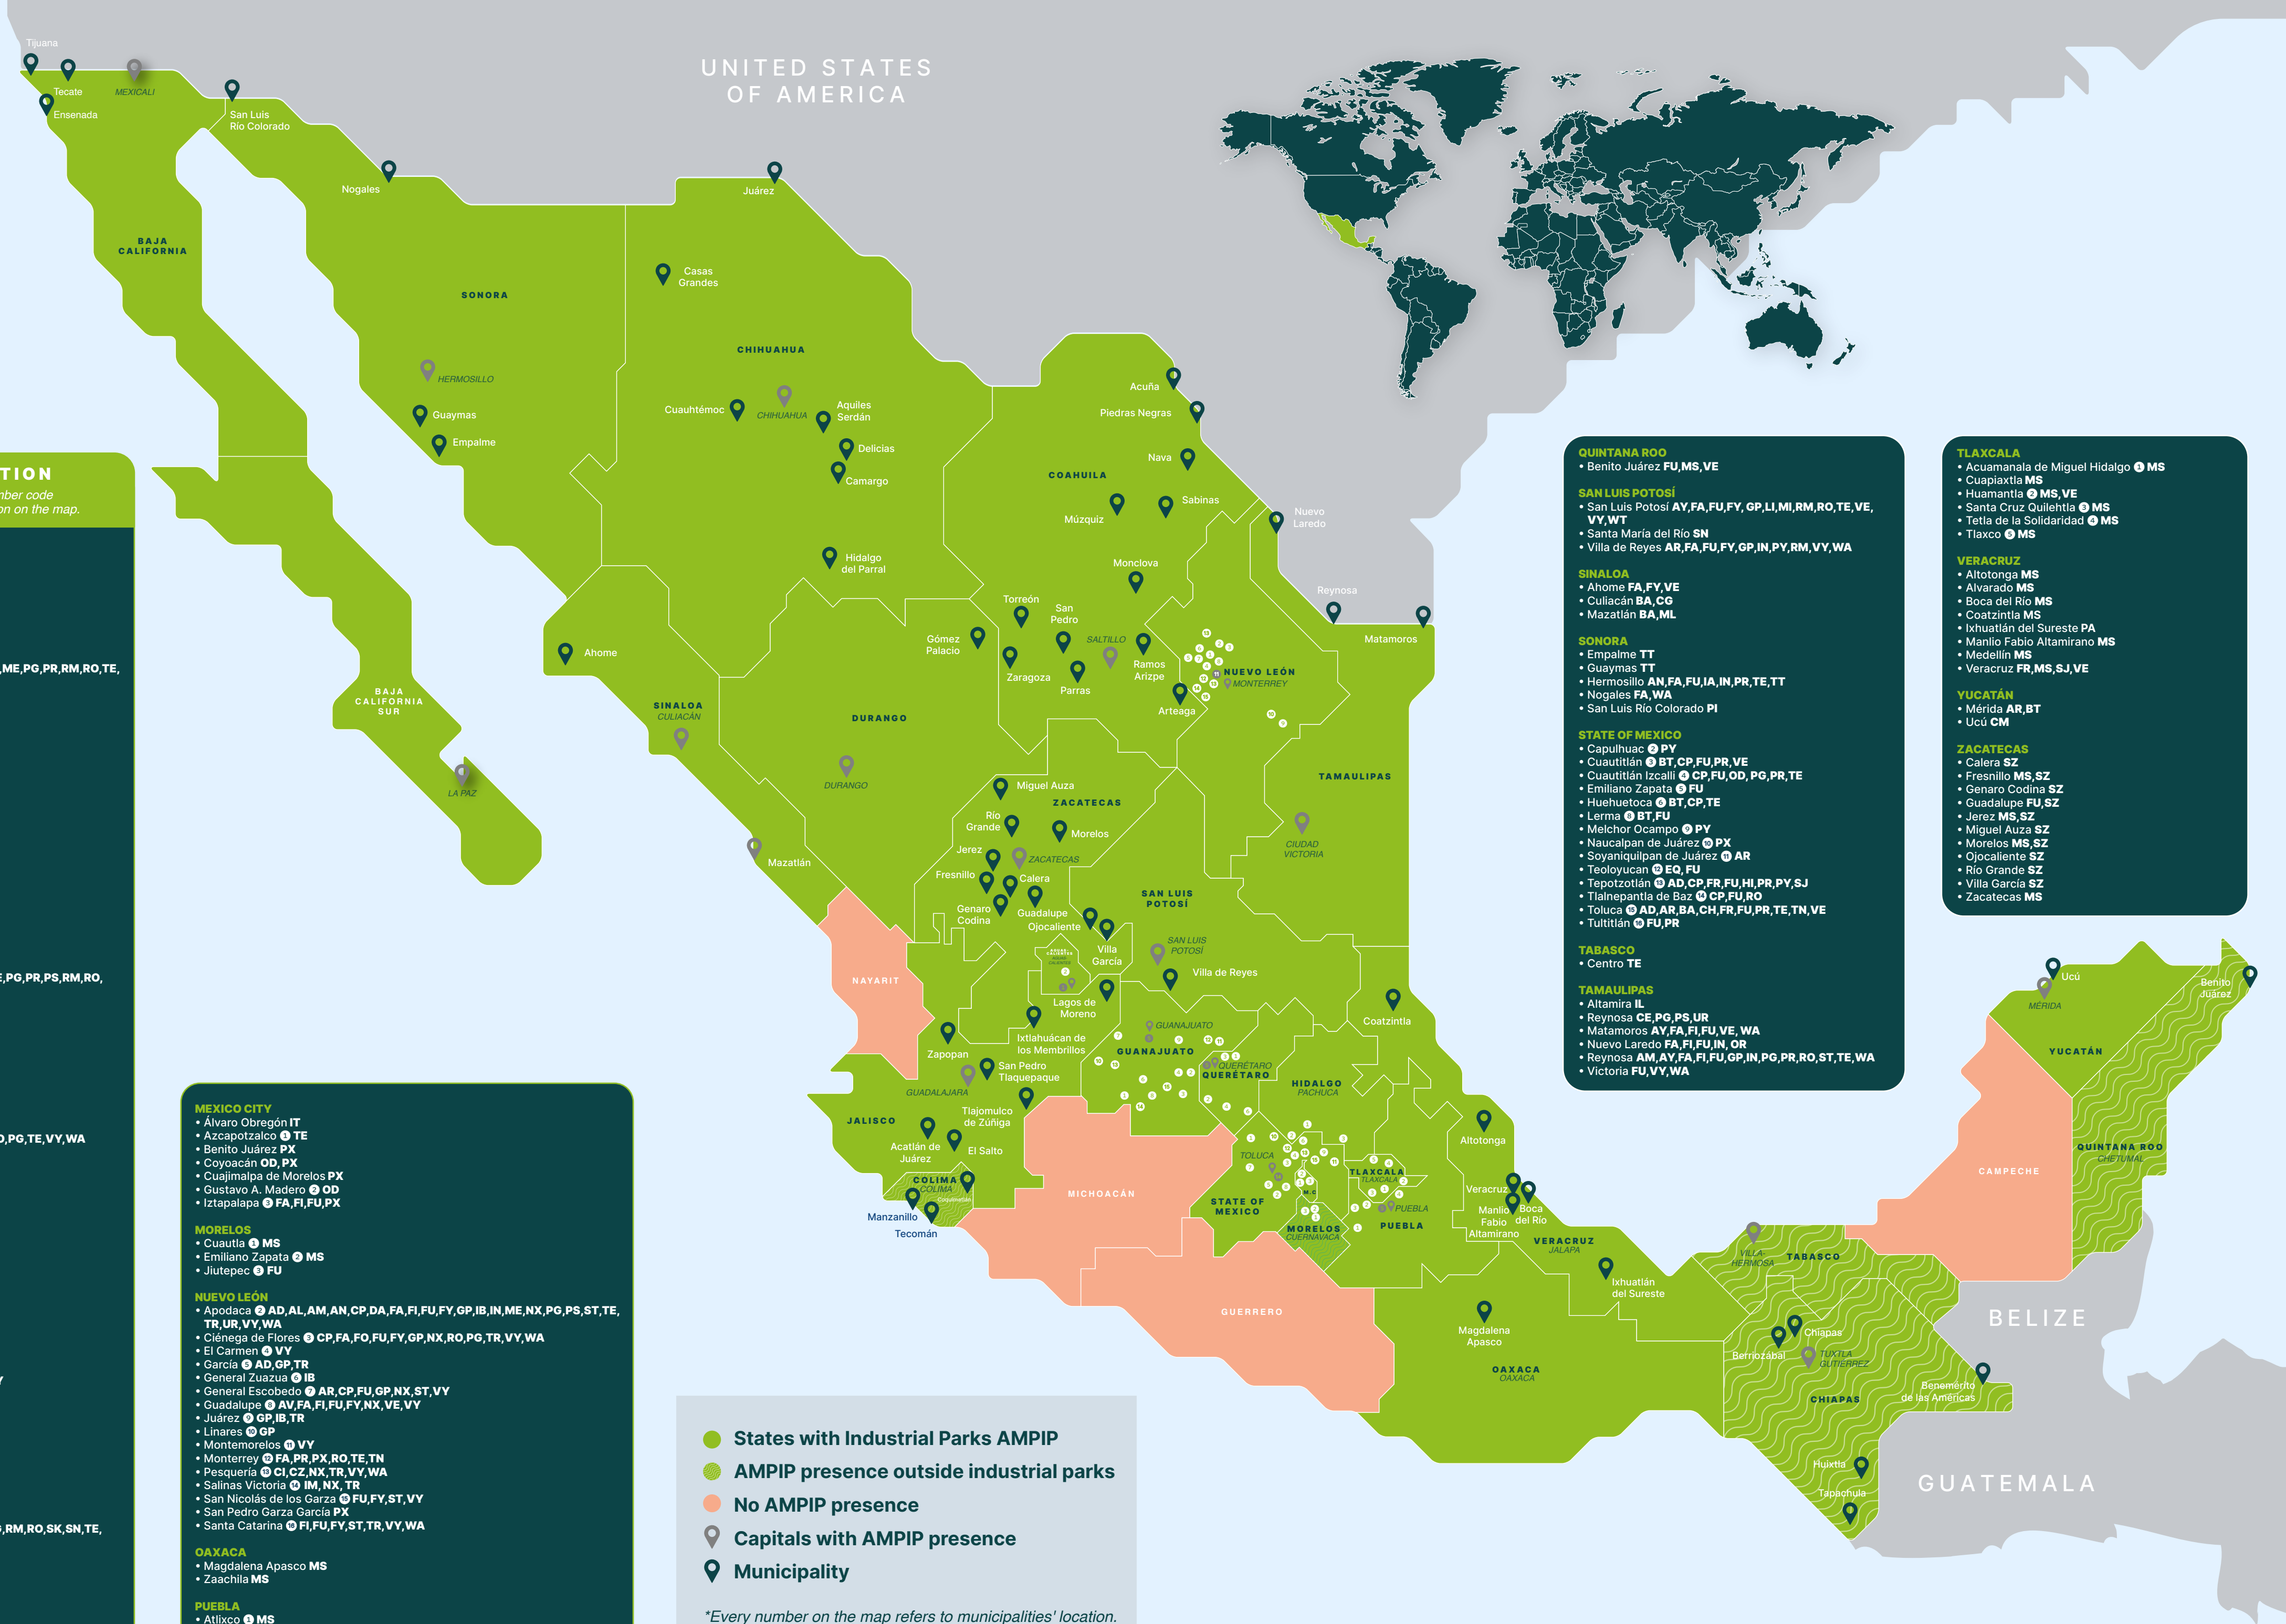 UNITED STATES
OF AMERICA
Tijuana
Tecate
MEXICALI
Ensenada
San Luis
Río Colorado
Nogales
Juárez
BAJA
CALIFORNIA
SONORA
Casas
Grandes
CHIHUAHUA
HERMOSILLO
Guaymas
Empalme
Cuauhtémoc
CHIHUAHUA
Aquiles
Serdán
Delicias
Camargo
Hidalgo
del Parral
Acuña
Piedras Negras
Nava
COAHUILA
Sabinas
Múzquiz
Nuevo
Laredo
Monclova
Reynosa
Matamoros
Torreón
San
Pedro
Gómez
Palacio
SALTILLO
Ramos
Arizpe
Zaragoza
Parras
Arteaga
NUEVO LEÓN
MONTERREY
Ahome
BAJA
CALIFORNIA
SUR
LA PAZ
SINALOA
CULIACÁN
DURANGO
DURANGO
TAMAULIPAS
CIUDAD
VICTORIA
Mazatlán
Miguel Auza
ZACATECAS
Río
Grande
Morelos
Jerez
ZACATECAS
Fresnillo
Calera
Genaro
Codina
Guadalupe
Ojocaliente
Villa
García
SAN LUIS
POTOSÍ
SAN LUIS
POTOSÍ
Villa de Reyes
NAYARIT
Lagos de
Moreno
Ixtlahuácan de
los Membrillos
Zapopan
San Pedro
Tlaquepaque
GUADALAJARA
Tlajomulco
de Zúñiga
JALISCO
Acatlán de
Juárez
El Salto
COLIMA
COLIMA
Manzanillo
Tecomán
GUANAJUATO
GUANAJUATO
QUERÉTARO
QUERÉTARO
HIDALGO
PACHUCA
Coatzintla
MICHOACÁN
TOLUCA
STATE OF
MEXICO
M.C
TLAXCALA
TLAXCALA
PUEBLA
PUEBLA
MORELOS
CUERNAVACA
Altotonga
Veracruz
Manlio
Fabio
Altamirano
Boca
del Río
VERACRUZ
JALAPA
Ixhuatlán
del Sureste
GUERRERO
Magdalena
Apasco
OAXACA
OAXACA
VILLA-
HERMOSA
TABASCO
Chiapas
Berriozábal
TUXTLA
GUTIÉRREZ
CHIAPAS
Benemérito
de las Américas
Huixtla
Tapachula
Ucú
MÉRIDA
Benito
Juárez
YUCATÁN
QUINTANA ROO
CHETUMAL
CAMPECHE
BELIZE
GUATEMALA
TION
mber code
on on the map.
,ME,PG,PR,RM,RO,TE,
E,PG,PR,PS,RM,RO,
O,PG,TE,VY,WA
,RM,RO,SK,SN,TE,
MEXICO CITY
• Álvaro Obregón IT
• Azcapotzalco 1 TE
• Benito Juárez PX
• Coyoacán OD, PX
• Cuajimalpa de Morelos PX
• Gustavo A. Madero 2 OD
• Iztapalapa 3 FA,FI,FU,PX
MORELOS
• Cuautla 1 MS
• Emiliano Zapata 2 MS
• Jiutepec 3 FU
NUEVO LEÓN
• Apodaca 2 AD,AL,AM,AN,CP,DA,FA,FI,FU,FY,GP,IB,IN,ME,NX,PG,PS,ST,TE,
TR,UR,VY,WA
• Ciénega de Flores 3 CP,FA,FO,FU,FY,GP,NX,RO,PG,TR,VY,WA
• El Carmen 4 VY
• García 5 AD,GP,TR
• General Zuazua 6 IB
• General Escobedo 7 AR,CP,FU,GP,NX,ST,VY
• Guadalupe 8 AV,FA,FI,FU,FY,NX,VE,VY
• Juárez 9 GP,IB,TR
• Linares 10 GP
• Montemorelos 11 VY
• Monterrey 12 FA,PR,PX,RO,TE,TN
• Pesquería 13 CI,CZ,NX,TR,VY,WA
• Salinas Victoria 14 IM, NX, TR
• San Nicolás de los Garza 15 FU,FY,ST,VY
• San Pedro Garza García PX
• Santa Catarina 16 FI,FU,FY,ST,TR,VY,WA
OAXACA
• Magdalena Apasco MS
• Zaachila MS
PUEBLA
• Atlixco 1 MS
States with Industrial Parks AMPIP
AMPIP presence outside industrial parks
No AMPIP presence
Capitals with AMPIP presence
Municipality
*Every number on the map refers to municipalities' location.
QUINTANA ROO
• Benito Juárez FU,MS,VE
SAN LUIS POTOSÍ
• San Luis Potosí AY,FA,FU,FY, GP,LI,MI,RM,RO,TE,VE,
VY,WT
• Santa María del Río SN
• Villa de Reyes AR,FA,FU,FY,GP,IN,PY,RM,VY,WA
SINALOA
• Ahome FA,FY,VE
• Culiacán BA,CG
• Mazatlán BA,ML
SONORA
• Empalme TT
• Guaymas TT
• Hermosillo AN,FA,FU,IA,IN,PR,TE,TT
• Nogales FA,WA
• San Luis Río Colorado PI
STATE OF MEXICO
• Capulhuac 2 PY
• Cuautitlán 3 BT,CP,FU,PR,VE
• Cuautitlán Izcalli 4 CP,FU,OD, PG,PR,TE
• Emiliano Zapata 5 FU
• Huehuetoca 6 BT,CP,TE
• Lerma 8 BT,FU
• Melchor Ocampo 9 PY
• Naucalpan de Juárez 10 PX
• Soyaniquilpan de Juárez 11 AR
• Teoloyucan 12 EQ, FU
• Tepotzotlán 13 AD,CP,FR,FU,HI,PR,PY,SJ
• Tlalnepantla de Baz 14 CP,FU,RO
• Toluca 15 AD,AR,BA,CH,FR,FU,PR,TE,TN,VE
• Tultitlán 16 FU,PR
TABASCO
• Centro TE
TAMAULIPAS
• Altamira IL
• Reynosa CE,PG,PS,UR
• Matamoros AY,FA,FI,FU,VE, WA
• Nuevo Laredo FA,FI,FU,IN, OR
• Reynosa AM,AY,FA,FI,FU,GP,IN,PG,PR,RO,ST,TE,WA
• Victoria FU,VY,WA
TLAXCALA
• Acuamanala de Miguel Hidalgo 1 MS
• Cuapiaxtla MS
• Huamantla 2 MS,VE
• Santa Cruz Quilehtla 3 MS
• Tetla de la Solidaridad 4 MS
• Tlaxco 5 MS
VERACRUZ
• Altotonga MS
• Alvarado MS
• Boca del Río MS
• Coatzintla MS
• Ixhuatlán del Sureste PA
• Manlio Fabio Altamirano MS
• Medellín MS
• Veracruz FR,MS,SJ,VE
YUCATÁN
• Mérida AR,BT
• Ucú CM
ZACATECAS
• Calera SZ
• Fresnillo MS,SZ
• Genaro Codina SZ
• Guadalupe FU,SZ
• Jerez MS,SZ
• Miguel Auza SZ
• Morelos MS,SZ
• Ojocaliente SZ
• Río Grande SZ
• Villa García SZ
• Zacatecas MS